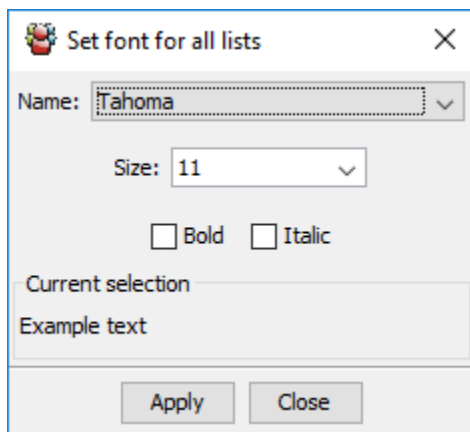 Set font for all lists
Name: Tahoma
Size: 11
Bold Italic
Current selection
Example text
Apply Close